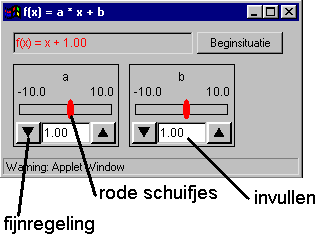 f(x) = a * x + b
f(x) = x + 1.00 Beginsituatie
a b
-10.0 10.0 -10.0 10.0
1.00 1.00
Warning: Applet Window
rode schuifjes
invullen
fijnregeling